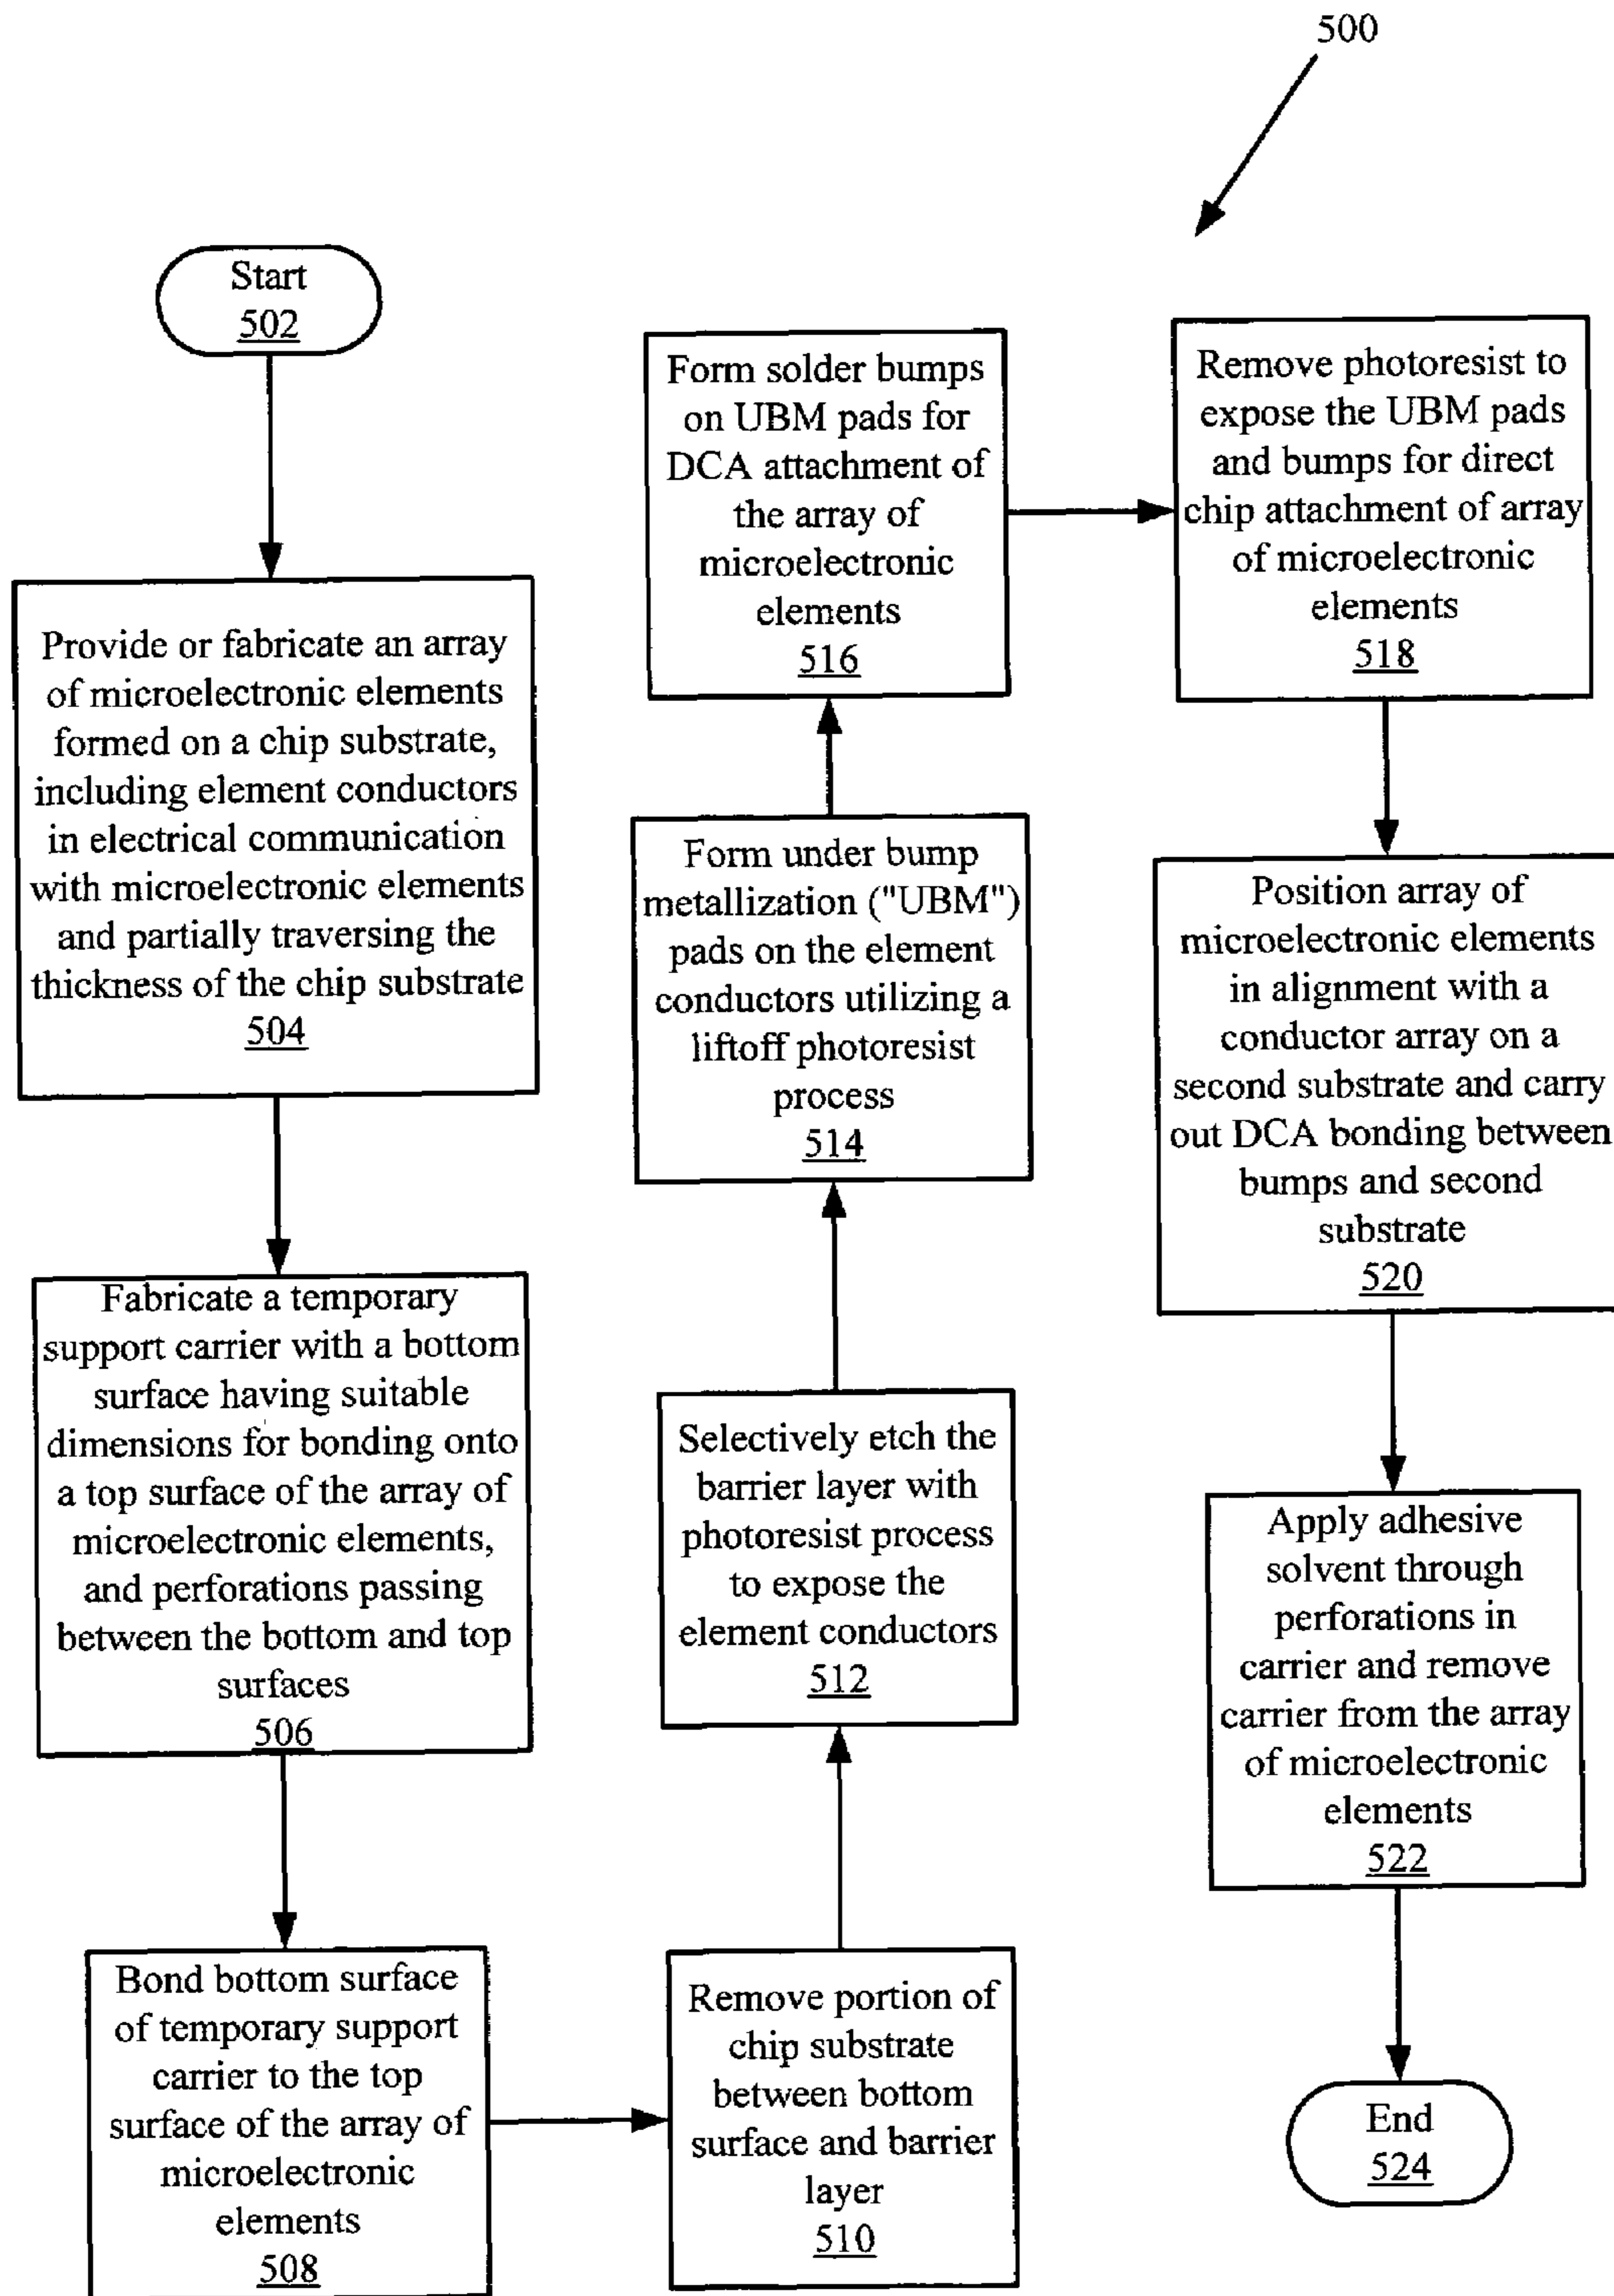 500
Start
502
Provide or fabricate an array
of microelectronic elements
formed on a chip substrate,
including element conductors
in electrical communication
with microelectronic elements
and partially traversing the
thickness of the chip substrate
504
Fabricate a temporary
support carrier with a bottom
surface having suitable
dimensions for bonding onto
a top surface of the array of
microelectronic elements,
and perforations passing
between the bottom and top
surfaces
506
Bond bottom surface
of temporary support
carrier to the top
surface of the array of
microelectronic
elements
508
Remove portion of
chip substrate
between bottom
surface and barrier
layer
510
Selectively etch the
barrier layer with
photoresist process
to expose the
element conductors
512
Form under bump
metallization ("UBM")
pads on the element
conductors utilizing a
liftoff photoresist
process
514
Form solder bumps
on UBM pads for
DCA attachment of
the array of
microelectronic
elements
516
Remove photoresist to
expose the UBM pads
and bumps for direct
chip attachment of array
of microelectronic
elements
518
Position array of
microelectronic elements
in alignment with a
conductor array on a
second substrate and carry
out DCA bonding between
bumps and second
substrate
520
Apply adhesive
solvent through
perforations in
carrier and remove
carrier from the array
of microelectronic
elements
522
End
524